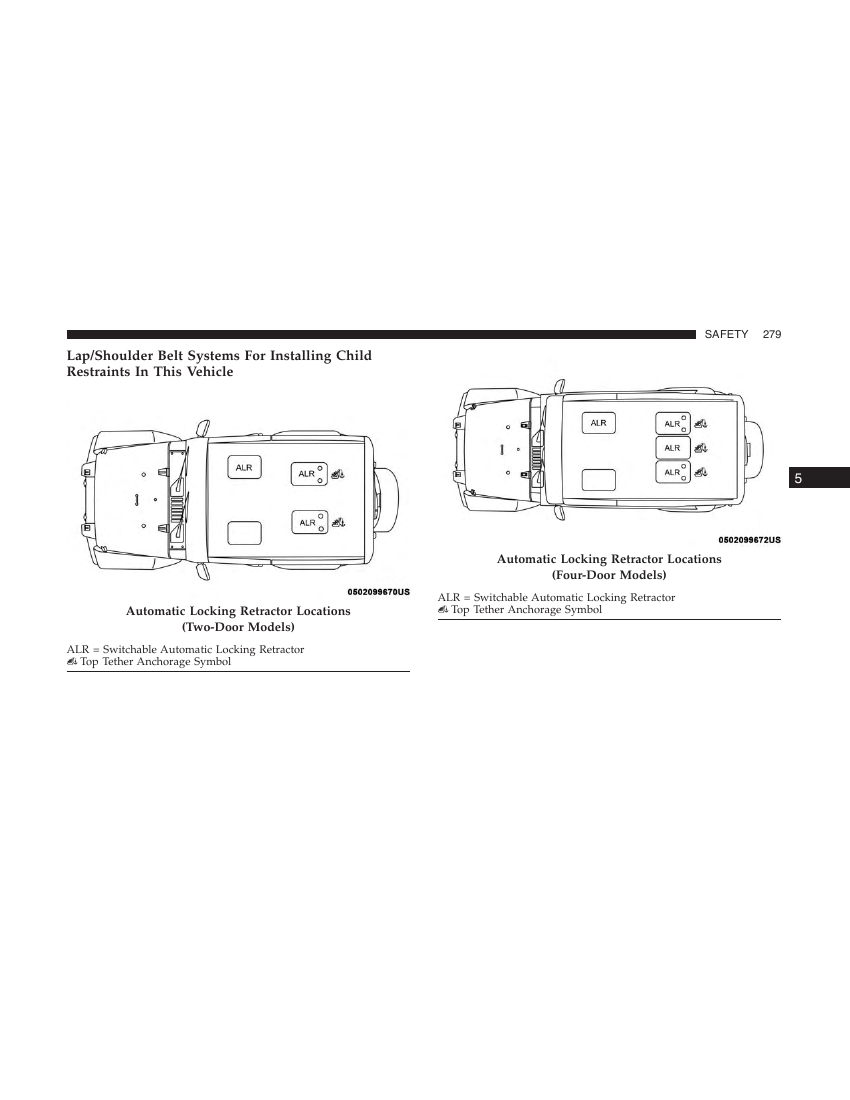 SAFETY 279
Lap/Shoulder Belt Systems For Installing Child
Restraints In This Vehicle
ALR
ALR
ALR
0502099670US
Automatic Locking Retractor Locations
(Two-Door Models)
ALR = Switchable Automatic Locking Retractor
Top Tether Anchorage Symbol
ALR
ALR
ALR
ALR
0502099672US
Automatic Locking Retractor Locations
(Four-Door Models)
ALR = Switchable Automatic Locking Retractor
Top Tether Anchorage Symbol
5